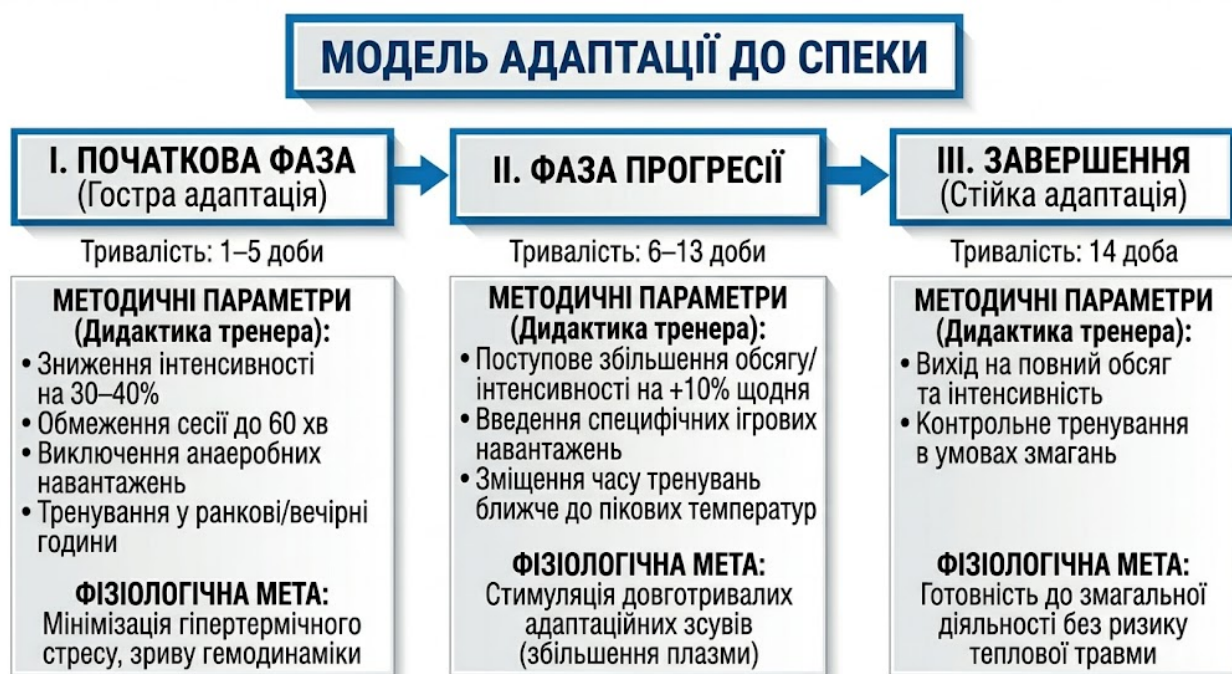 МОДЕЛЬ АДАПТАЦІЇ ДО СПЕКИ
І. ПОЧАТКОВА ФАЗА
(Гостра адаптація)
Тривалість: 1–5 доби
МЕТОДИЧНІ ПАРАМЕТРИ
(Дидактика тренера):
• Зниження інтенсивності
на 30–40%
• Обмеження сесії до 60 хв
• Виключення анаеробних
навантажень
• Тренування у ранкові/вечірні
години
ФІЗІОЛОГІЧНА МЕТА:
Мінімізація гіпертермічного
стресу, зриву гемодинаміки
ІІ. ФАЗА ПРОГРЕСІЇ
Тривалість: 6–13 доби
МЕТОДИЧНІ ПАРАМЕТРИ
(Дидактика тренера):
• Поступове збільшення обсягу/
інтенсивності на +10% щодня
• Введення специфічних ігрових
навантажень
• Зміщення часу тренувань
ближче до пікових температур
ФІЗІОЛОГІЧНА МЕТА:
Стимуляція довготривалих
адаптаційних зсувів
(збільшення плазми)
ІІІ. ЗАВЕРШЕННЯ
(Стійка адаптація)
Тривалість: 14 доба
МЕТОДИЧНІ ПАРАМЕТРИ
(Дидактика тренера):
• Вихід на повний обсяг
та інтенсивність
• Контрольне тренування
в умовах змагань
ФІЗІОЛОГІЧНА МЕТА:
Готовність до змагальної
діяльності без ризику
теплової травми